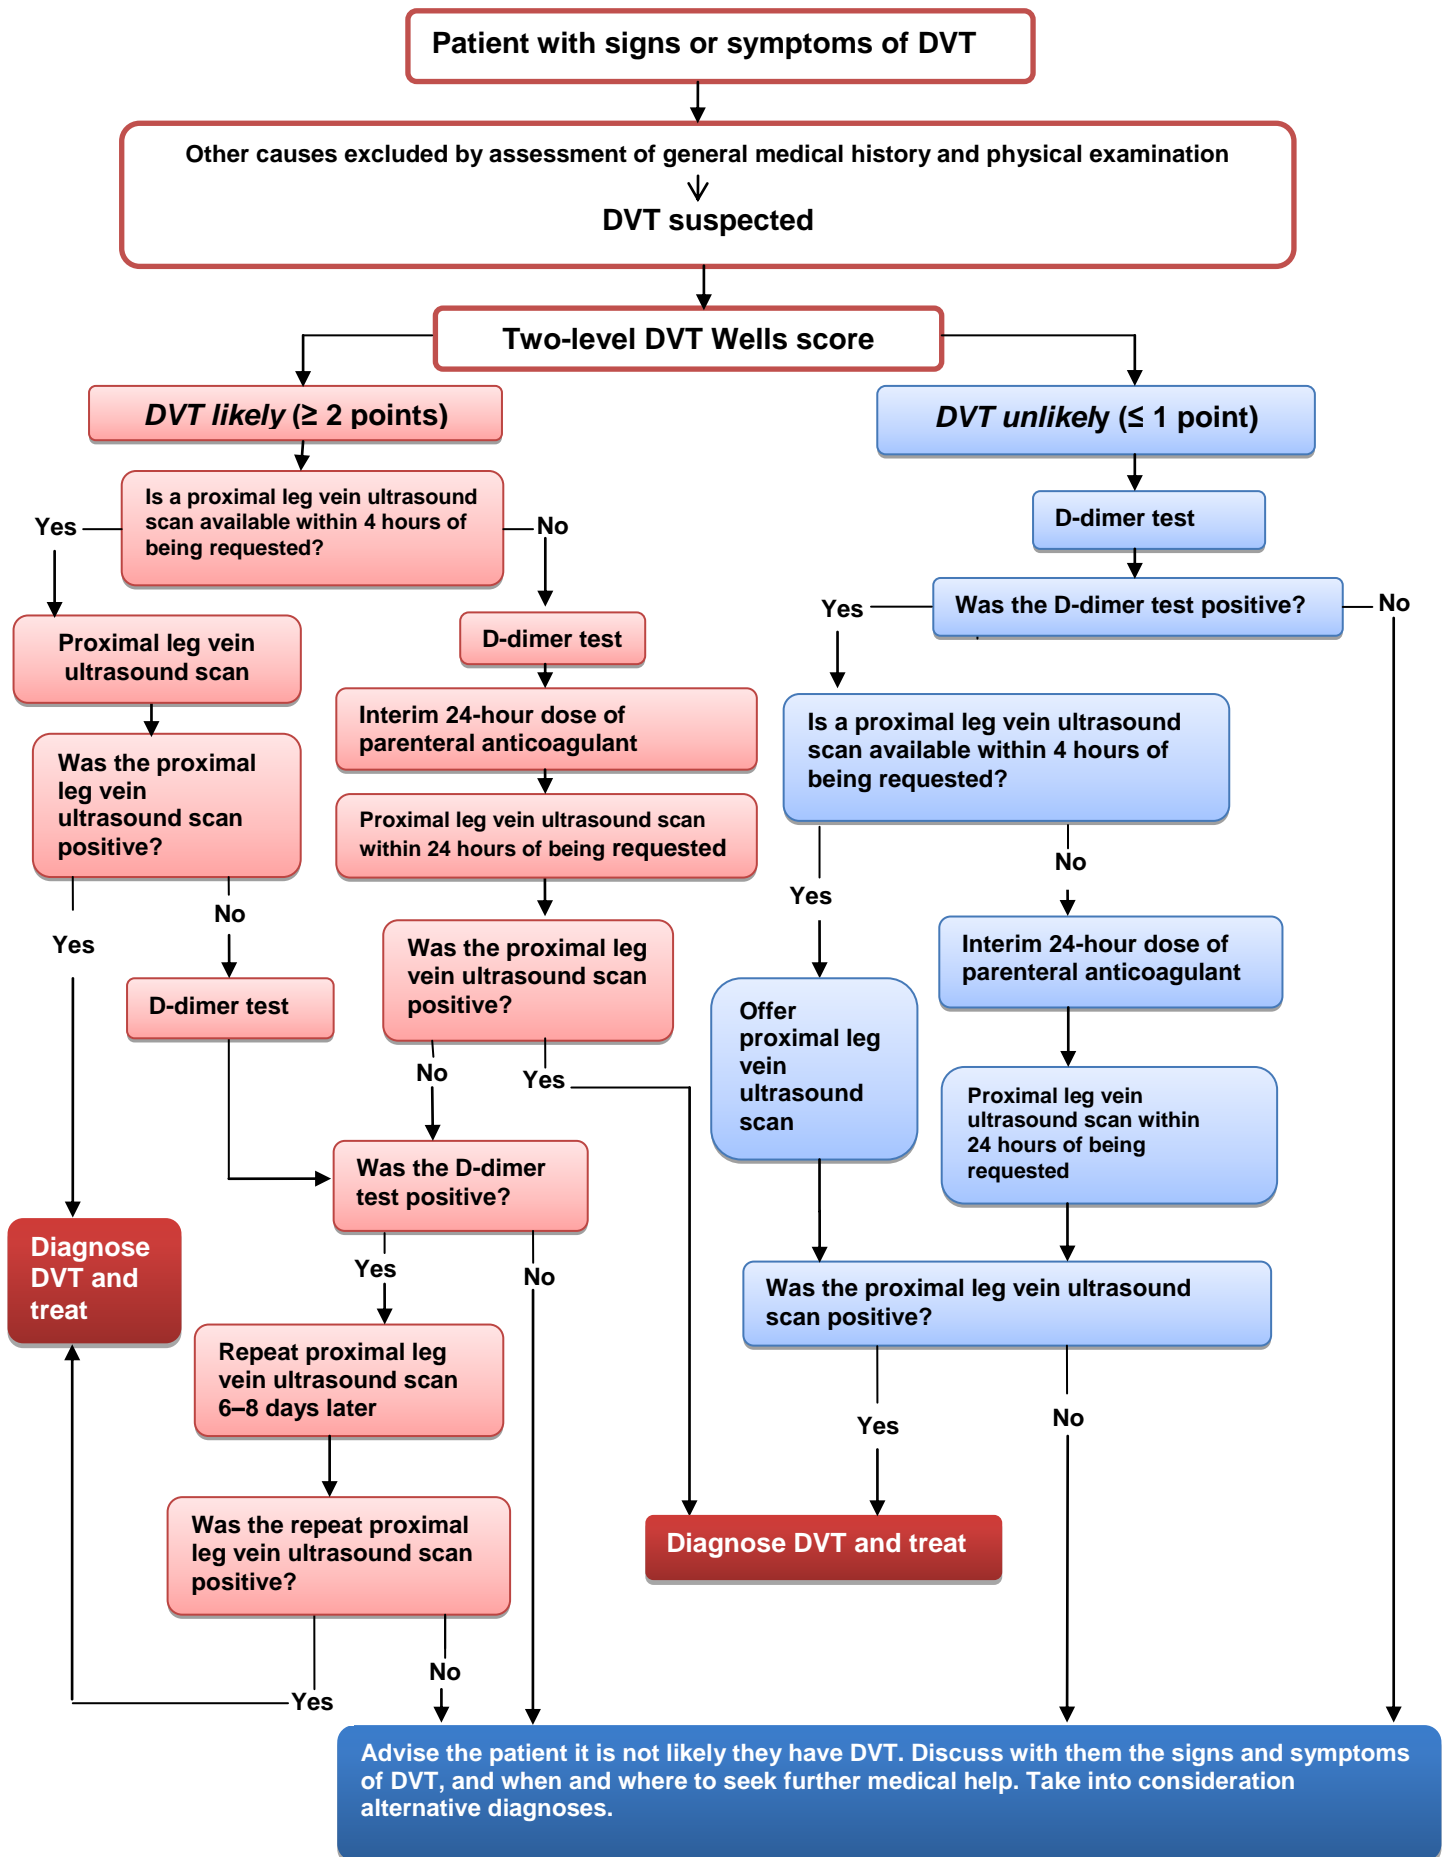 Patient with signs or symptoms of DVT
Other causes excluded by assessment of general medical history and physical examination
DVT suspected
Two-level DVT Wells score
DVT likely (≥ 2 points)
Is a proximal leg vein ultrasound
scan available within 4 hours of
being requested?
Yes
No
Proximal leg vein
ultrasound scan
Was the proximal
leg vein
ultrasound scan
positive?
Yes
No
D-dimer test
D-dimer test
Interim 24-hour dose of
parenteral anticoagulant
Proximal leg vein ultrasound scan
within 24 hours of being requested
Was the proximal leg
vein ultrasound scan
positive?
No
Yes
Was the D-dimer
test positive?
Yes
No
Diagnose
DVT and
treat
Repeat proximal leg
vein ultrasound scan
6–8 days later
Was the repeat proximal
leg vein ultrasound scan
positive?
Yes
No
DVT unlikely (≤ 1 point)
D-dimer test
Was the D-dimer test positive?
Yes
No
Is a proximal leg vein ultrasound
scan available within 4 hours of
being requested?
Yes
No
Offer
proximal leg
vein
ultrasound
scan
Interim 24-hour dose of
parenteral anticoagulant
Proximal leg vein
ultrasound scan within
24 hours of being
requested
Was the proximal leg vein ultrasound
scan positive?
Yes
No
Diagnose DVT and treat
Advise the patient it is not likely they have DVT. Discuss with them the signs and symptoms
of DVT, and when and where to seek further medical help. Take into consideration
alternative diagnoses.